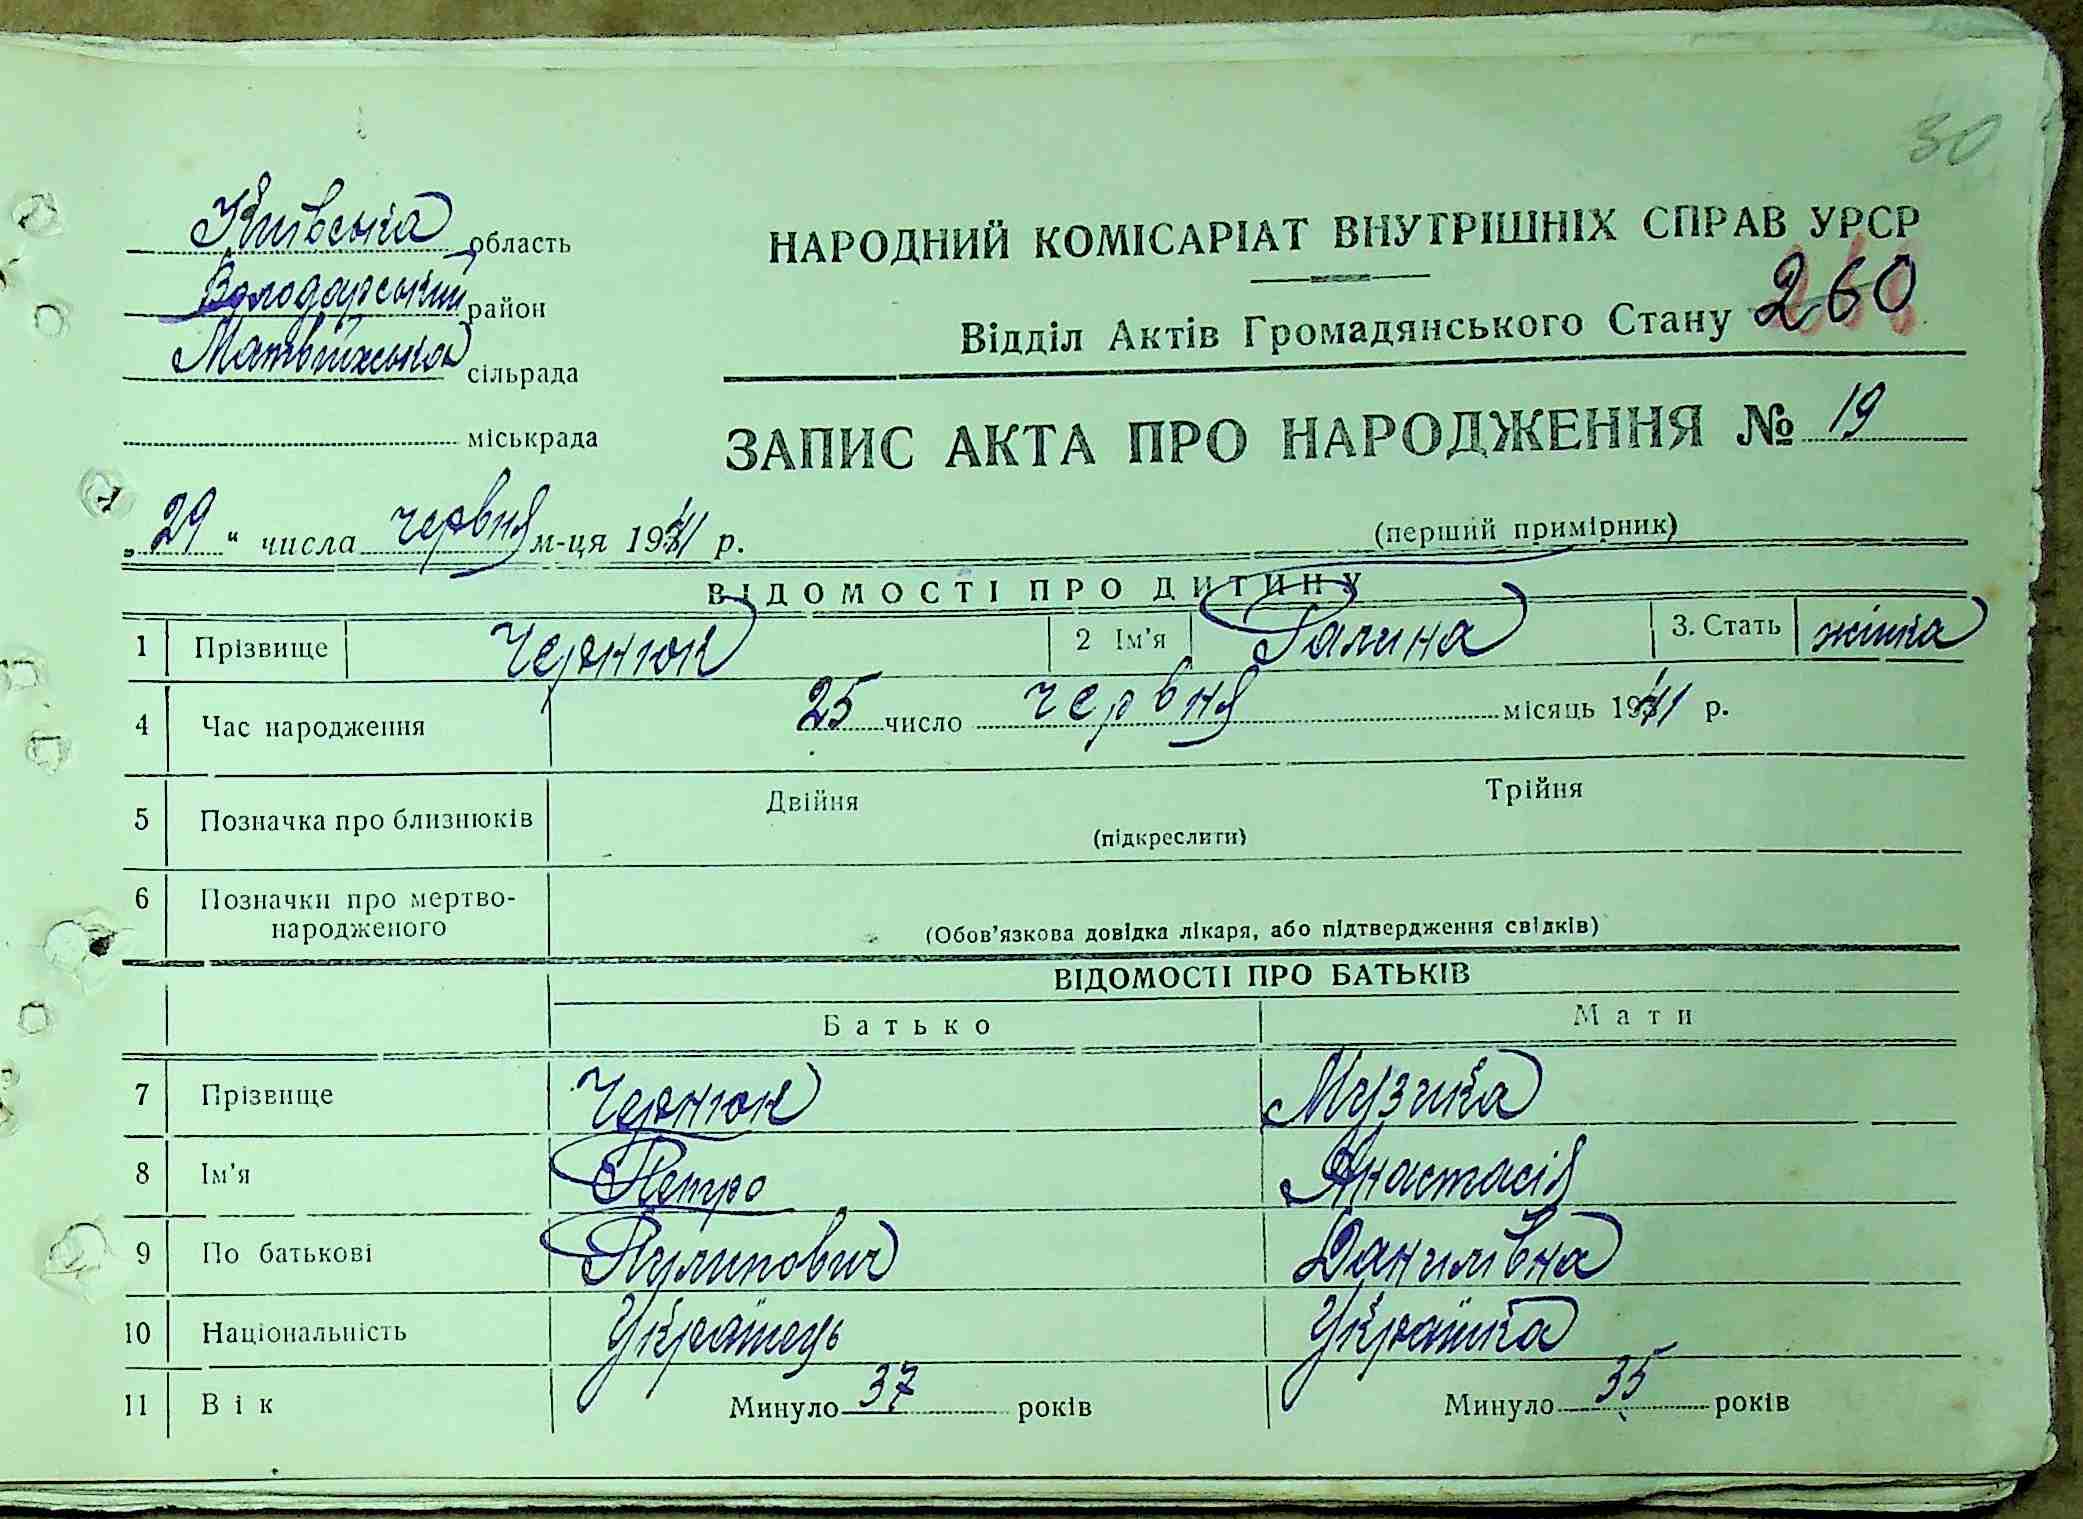 30
Київська область
Володарський район
Матвіїхська сільрада
міськрада
НАРОДНИЙ КОМІСАРІАТ ВНУТРІШНІХ СПРАВ УРСР
Відділ Актів Громадянського Стану 260
ЗАПИС АКТА ПРО НАРОДЖЕННЯ № 19
„29“ числа червня м-ця 1941 р.
(перший примірник)
ВІДОМОСТІ ПРО ДИТИНУ
1 Прізвище Чернюк 2 Ім'я Галина 3. Стать жінка
4 Час народження 25 число червня місяць 1941 р.
5 Позначка про близнюків Двійня Трійня
(підкреслити)
6 Позначки про мертво-
народженого
(Обов'язкова довідка лікаря, або підтвердження свідків)
ВІДОМОСТІ ПРО БАТЬКІВ
Батько Мати
7 Прізвище Чернюк Музика
8 Ім'я Петро Анастасія
9 По батькові Пилипович Данилівна
10 Національність Українець Українка
11 Вік Минуло 37 років Минуло 35 років